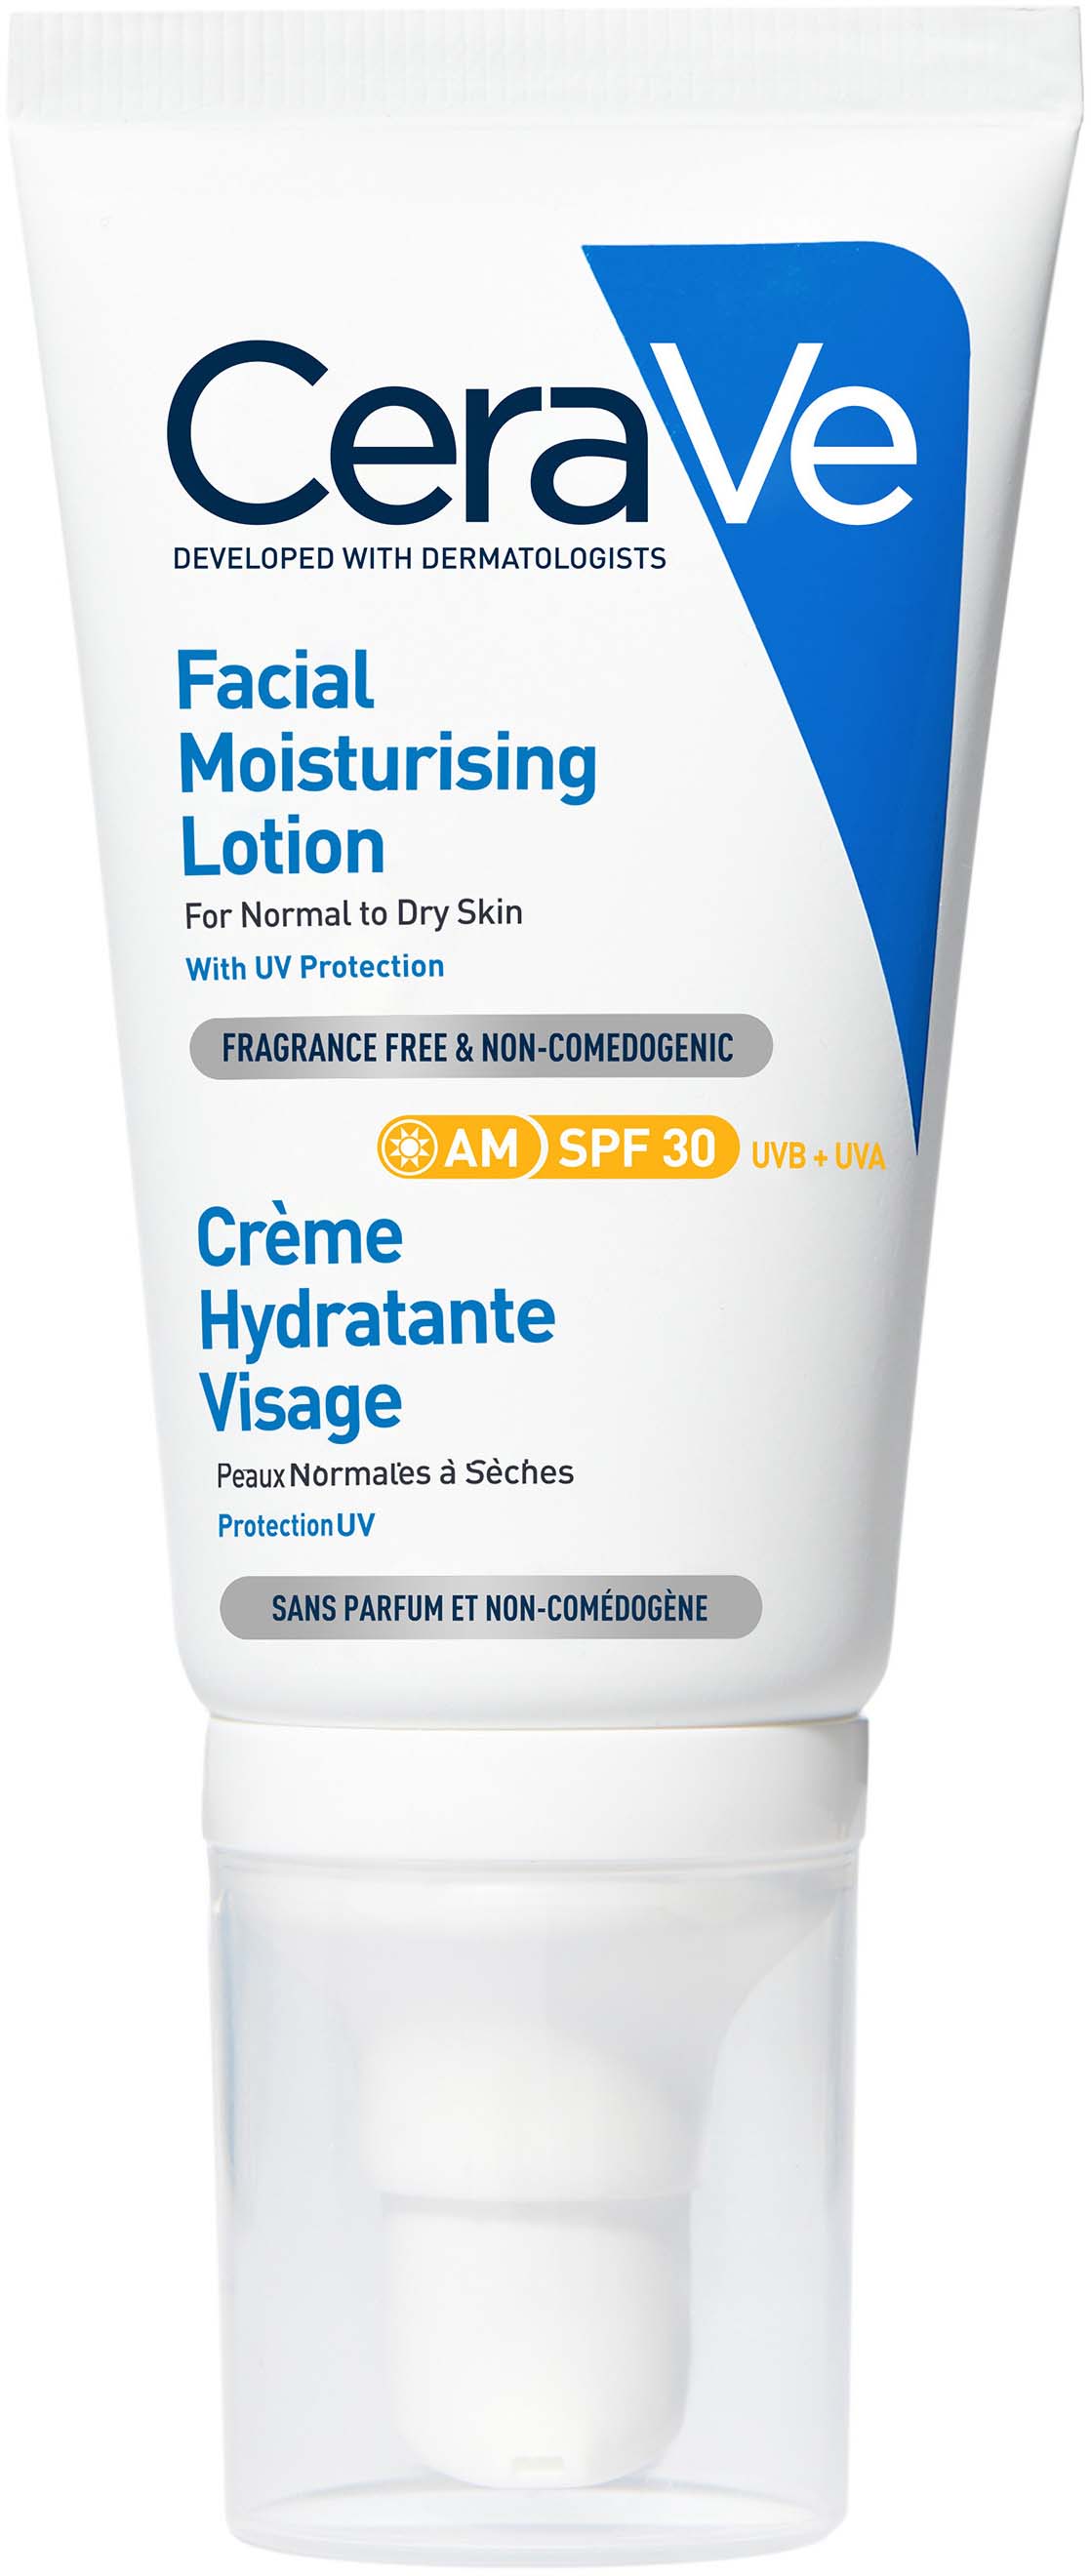 CeraVe
DEVELOPED WITH DERMATOLOGISTS
Facial
Moisturising
Lotion
For Normal to Dry Skin
With UV Protection
FRAGRANCE FREE & NON-COMEDOGENIC
AM SPF 30 UVB + UVA
Crème
Hydratante
Visage
Peaux Normales à Sèches
Protection UV
SANS PARFUM ET NON-COMÉDOGÈNE